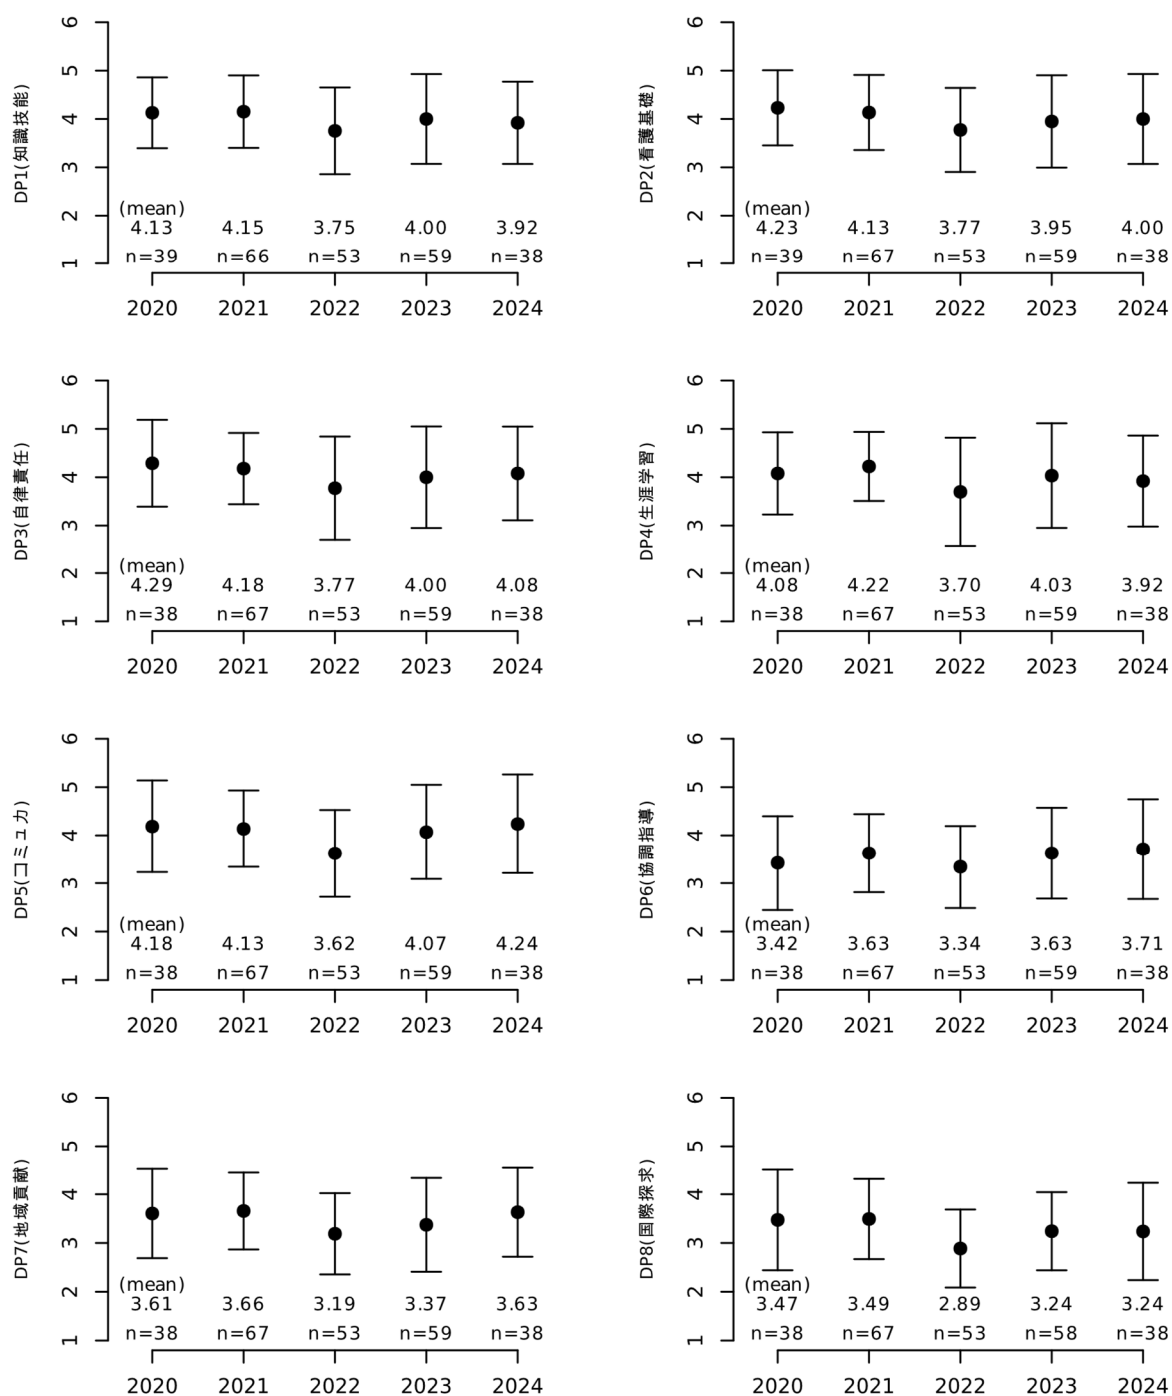 DP1(知識技能)
6
5
4
3
2
1
(mean)
4.13 4.15 3.75 4.00 3.92
n=39 n=66 n=53 n=59 n=38
2020 2021 2022 2023 2024
DP2(看護基礎)
6
5
4
3
2
1
(mean)
4.23 4.13 3.77 3.95 4.00
n=39 n=67 n=53 n=59 n=38
2020 2021 2022 2023 2024
DP3(自律責任)
6
5
4
3
2
1
(mean)
4.29 4.18 3.77 4.00 4.08
n=38 n=67 n=53 n=59 n=38
2020 2021 2022 2023 2024
DP4(生涯学習)
6
5
4
3
2
1
(mean)
4.08 4.22 3.70 4.03 3.92
n=38 n=67 n=53 n=59 n=38
2020 2021 2022 2023 2024
DP5(コミュ力)
6
5
4
3
2
1
(mean)
4.18 4.13 3.62 4.07 4.24
n=38 n=67 n=53 n=59 n=38
2020 2021 2022 2023 2024
DP6(協調指導)
6
5
4
3
2
1
(mean)
3.42 3.63 3.34 3.63 3.71
n=38 n=67 n=53 n=59 n=38
2020 2021 2022 2023 2024
DP7(地域貢献)
6
5
4
3
2
1
(mean)
3.61 3.66 3.19 3.37 3.63
n=38 n=67 n=53 n=59 n=38
2020 2021 2022 2023 2024
DP8(国際探求)
6
5
4
3
2
1
(mean)
3.47 3.49 2.89 3.24 3.24
n=38 n=67 n=53 n=58 n=38
2020 2021 2022 2023 2024